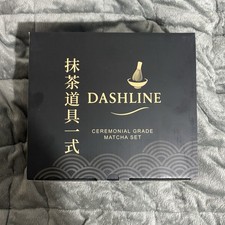 抹茶道具一式
DASHLINE
CEREMONIAL GRADE
MATCHA SET